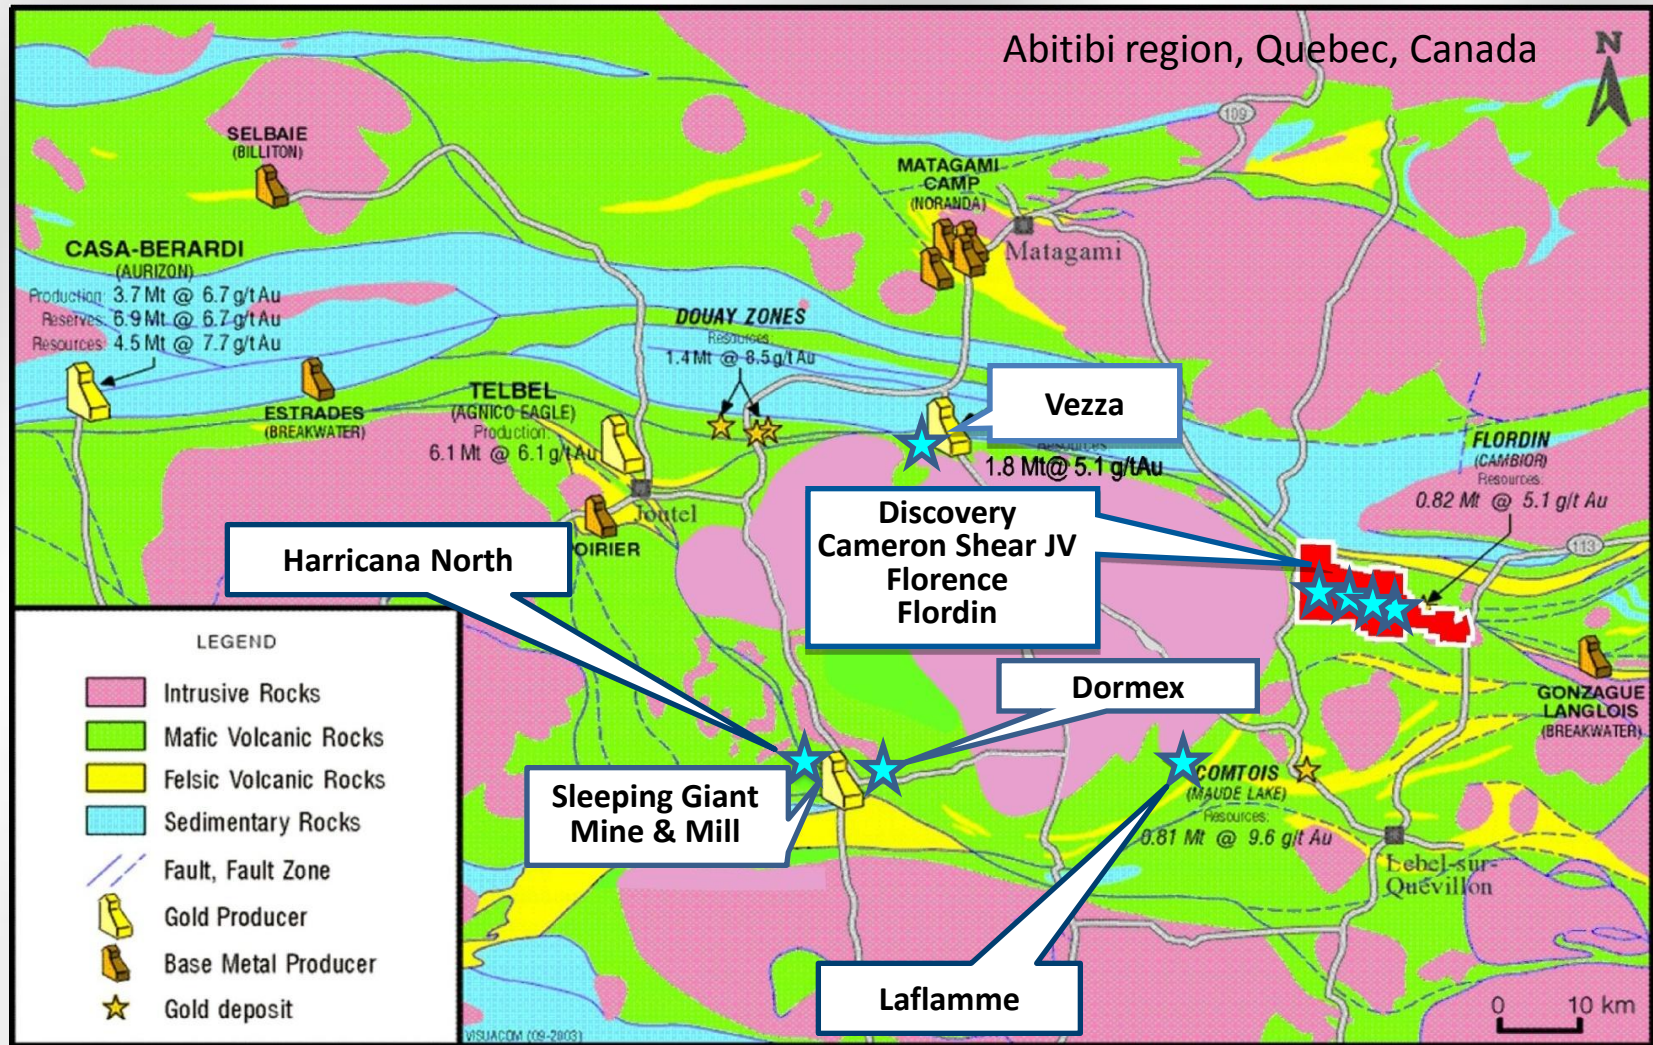 Abitibi region, Quebec, Canada
N
109
SELBAIE
(BILLITON)
MATAGAMI
CAMP
(NORANDA)
Matagami
CASA-BERARDI
(AURIZON)
Production: 3.7 Mt @ 6.7 g/t Au
Reserves: 6.9 Mt @ 6.7 g/t Au
Resources: 4.5 Mt @ 7.7 g/t Au
DOUAY ZONES
Resources:
1.4 Mt @ 8.5 g/t Au
ESTRADES
(BREAKWATER)
TELBEL
(AGNICO EAGLE)
Production:
6.1 Mt @ 6.1 g/t Au
Vezza
Resources:
1.8 Mt@ 5.1 g/tAu
FLORDIN
(CAMBIOR)
Resources:
0.82 Mt @ 5.1 g/t Au
Joutel
POIRIER
Harricana North
Discovery
Cameron Shear JV
Florence
Flordin
113
GONZAGUE
LANGLOIS
(BREAKWATER)
Dormex
Sleeping Giant
Mine & Mill
COMTOIS
(MAUDE LAKE)
Resources:
0.81 Mt @ 9.6 g/t Au
Lebel-sur-
Quévillon
Laflamme
LEGEND
Intrusive Rocks
Mafic Volcanic Rocks
Felsic Volcanic Rocks
Sedimentary Rocks
Fault, Fault Zone
Gold Producer
Base Metal Producer
Gold deposit
VISUACOM (09-2003)
0 10 km